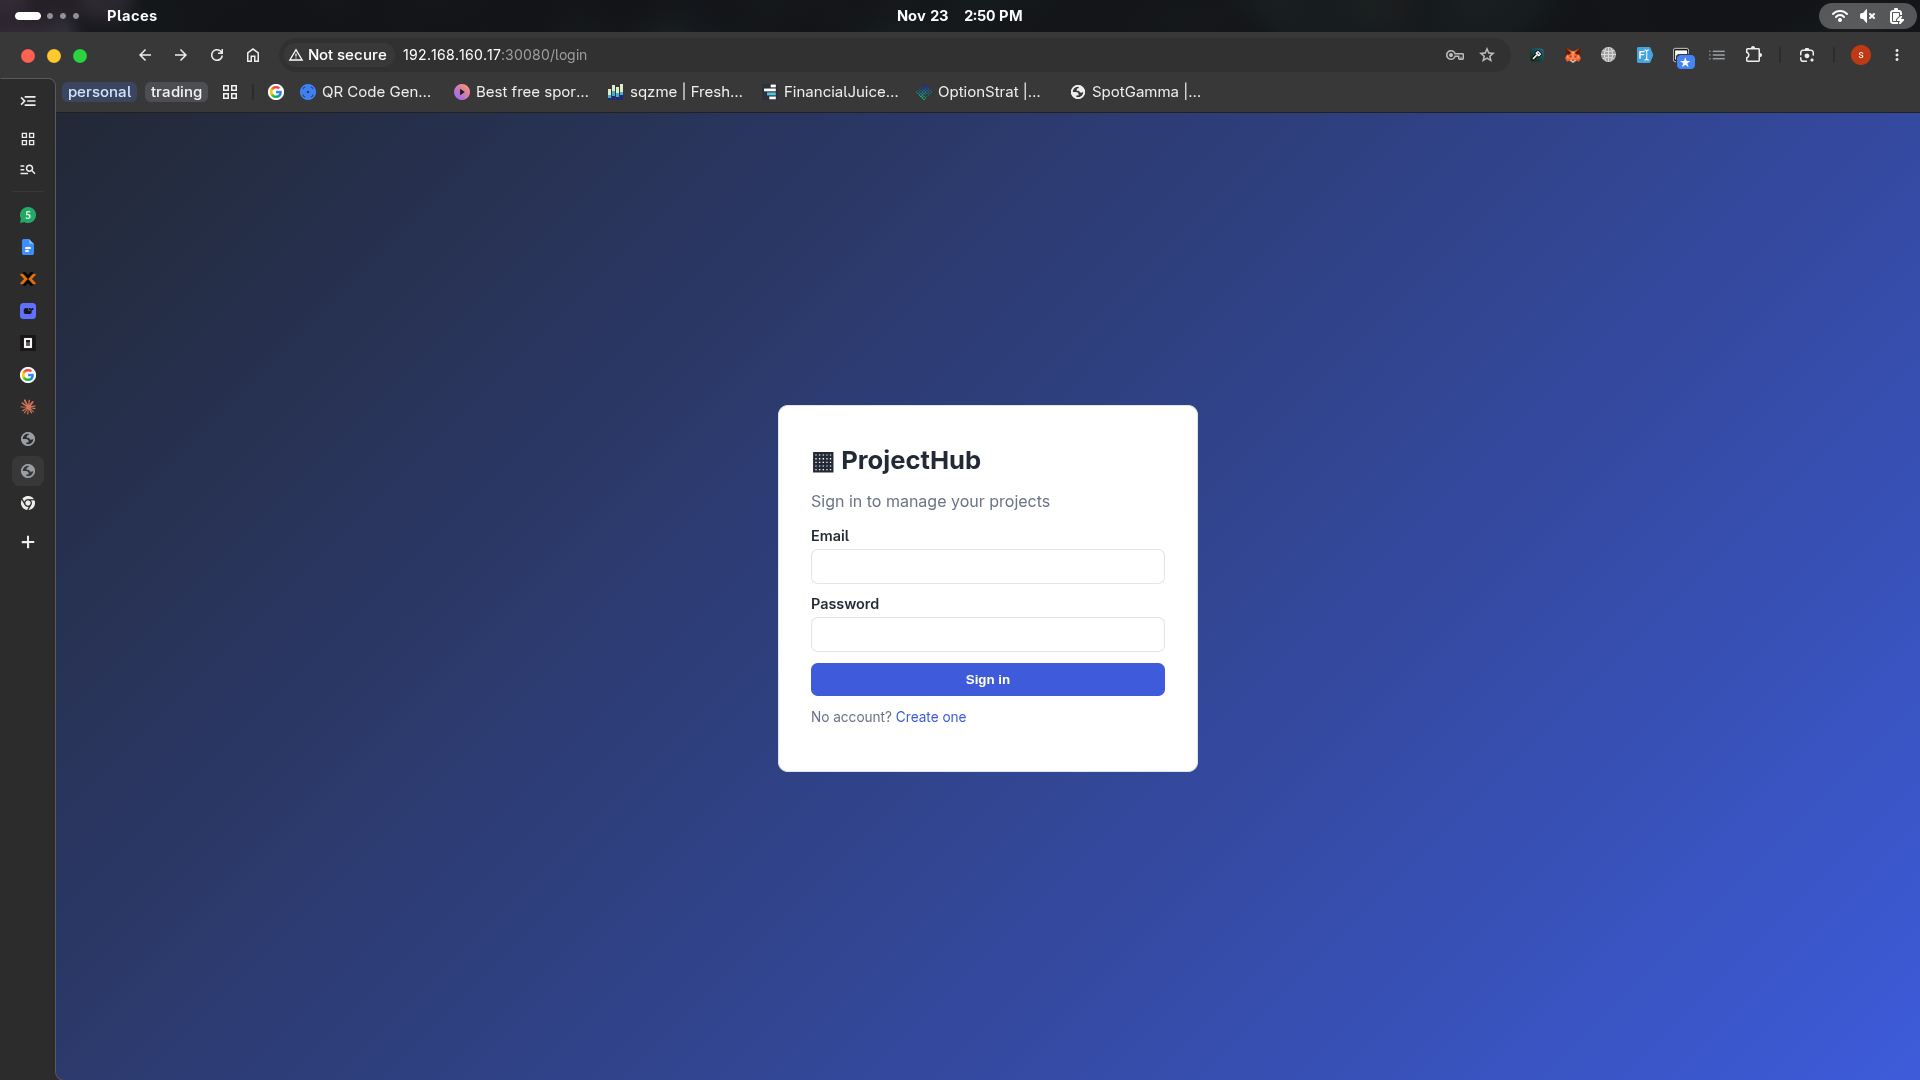 Places
Nov 23 2:50 PM
Not secure 192.168.160.17:30080/login
S
personal trading QR Code Gen... Best free spor... sqzme | Fresh... FinancialJuice... OptionStrat |... SpotGamma |...
5
ProjectHub
Sign in to manage your projects
Email
Password
Sign in
No account? Create one